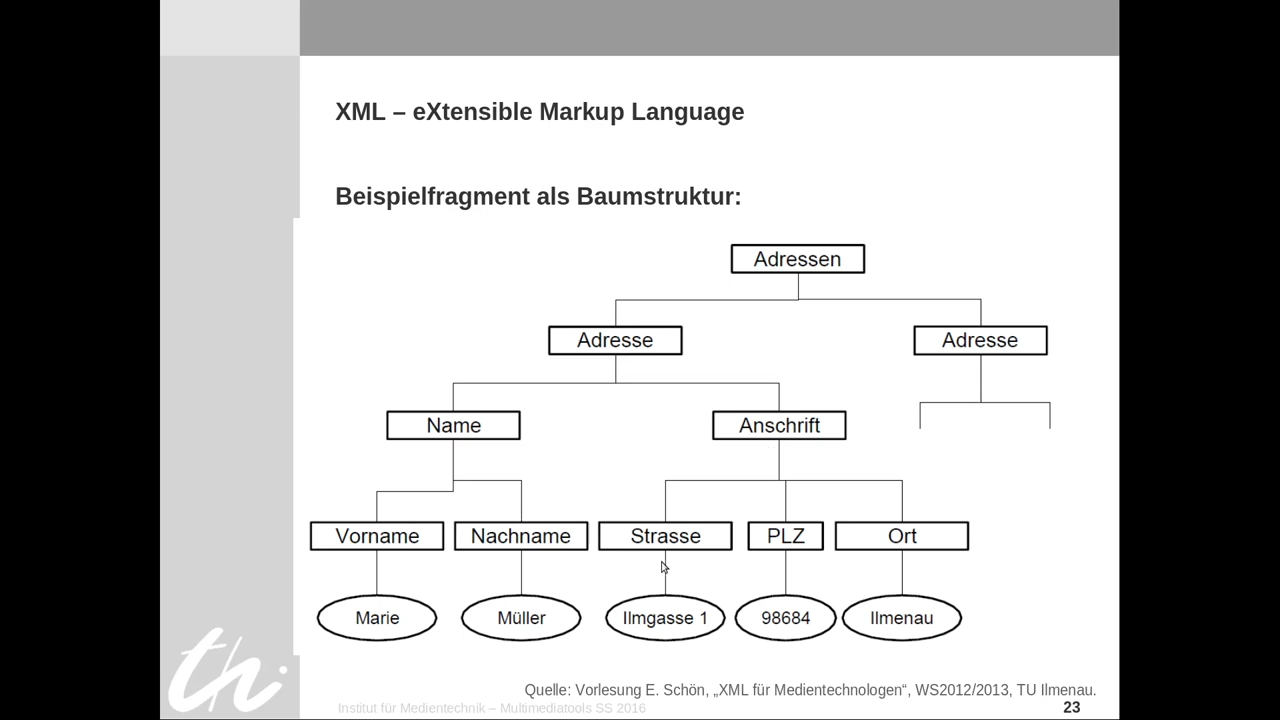 XML – eXtensible Markup Language
Beispielfragment als Baumstruktur:
Adressen
Adresse Adresse
Name Anschrift
Vorname Nachname Strasse PLZ Ort
Marie Müller Ilmgasse 1 98684 Ilmenau
Quelle: Vorlesung E. Schön, „XML für Medientechnologen“, WS2012/2013, TU Ilmenau.
Institut für Medientechnik – Multimediatools SS 2016 23
th